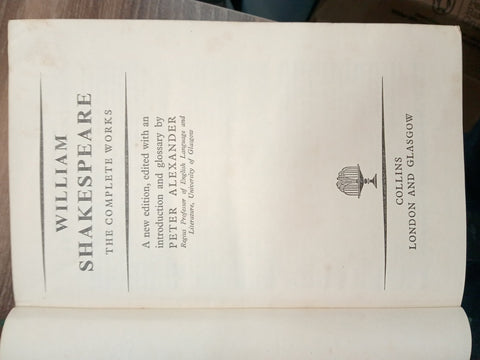 WILLIAM
SHAKESPEARE
THE COMPLETE WORKS
A new edition, edited with an
introduction and glossary by
PETER ALEXANDER
Regius Professor of English Language and
Literature, University of Glasgow
COLLINS
LONDON AND GLASGOW